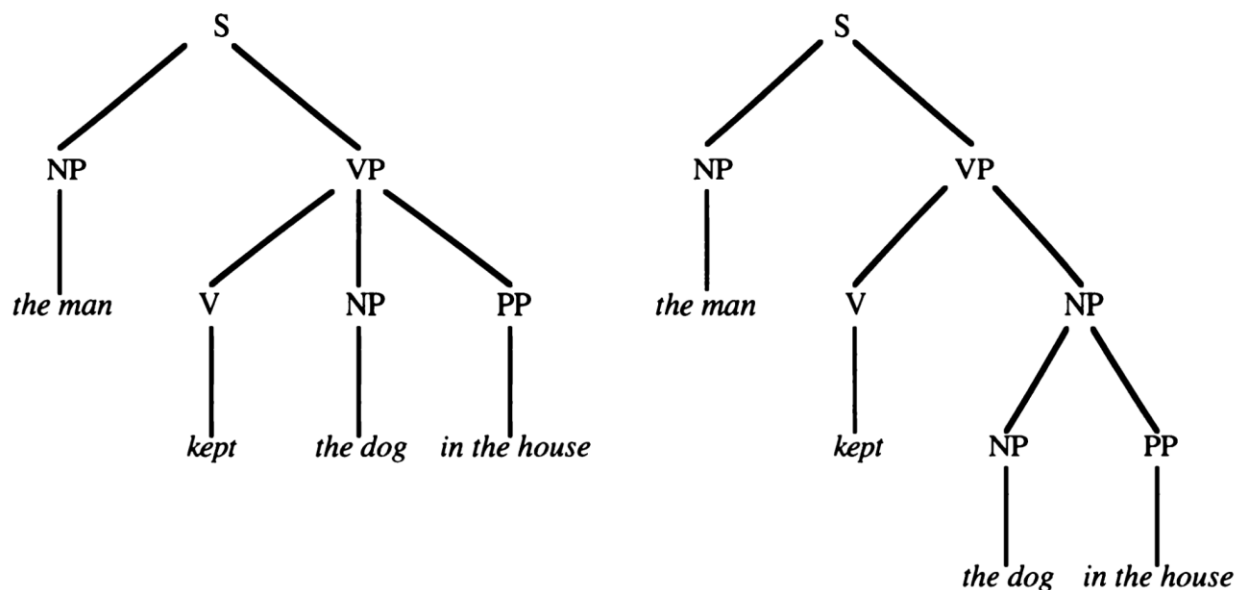 S S
NP VP NP VP
the man V NP PP the man V NP
kept the dog in the house kept NP PP
the dog in the house